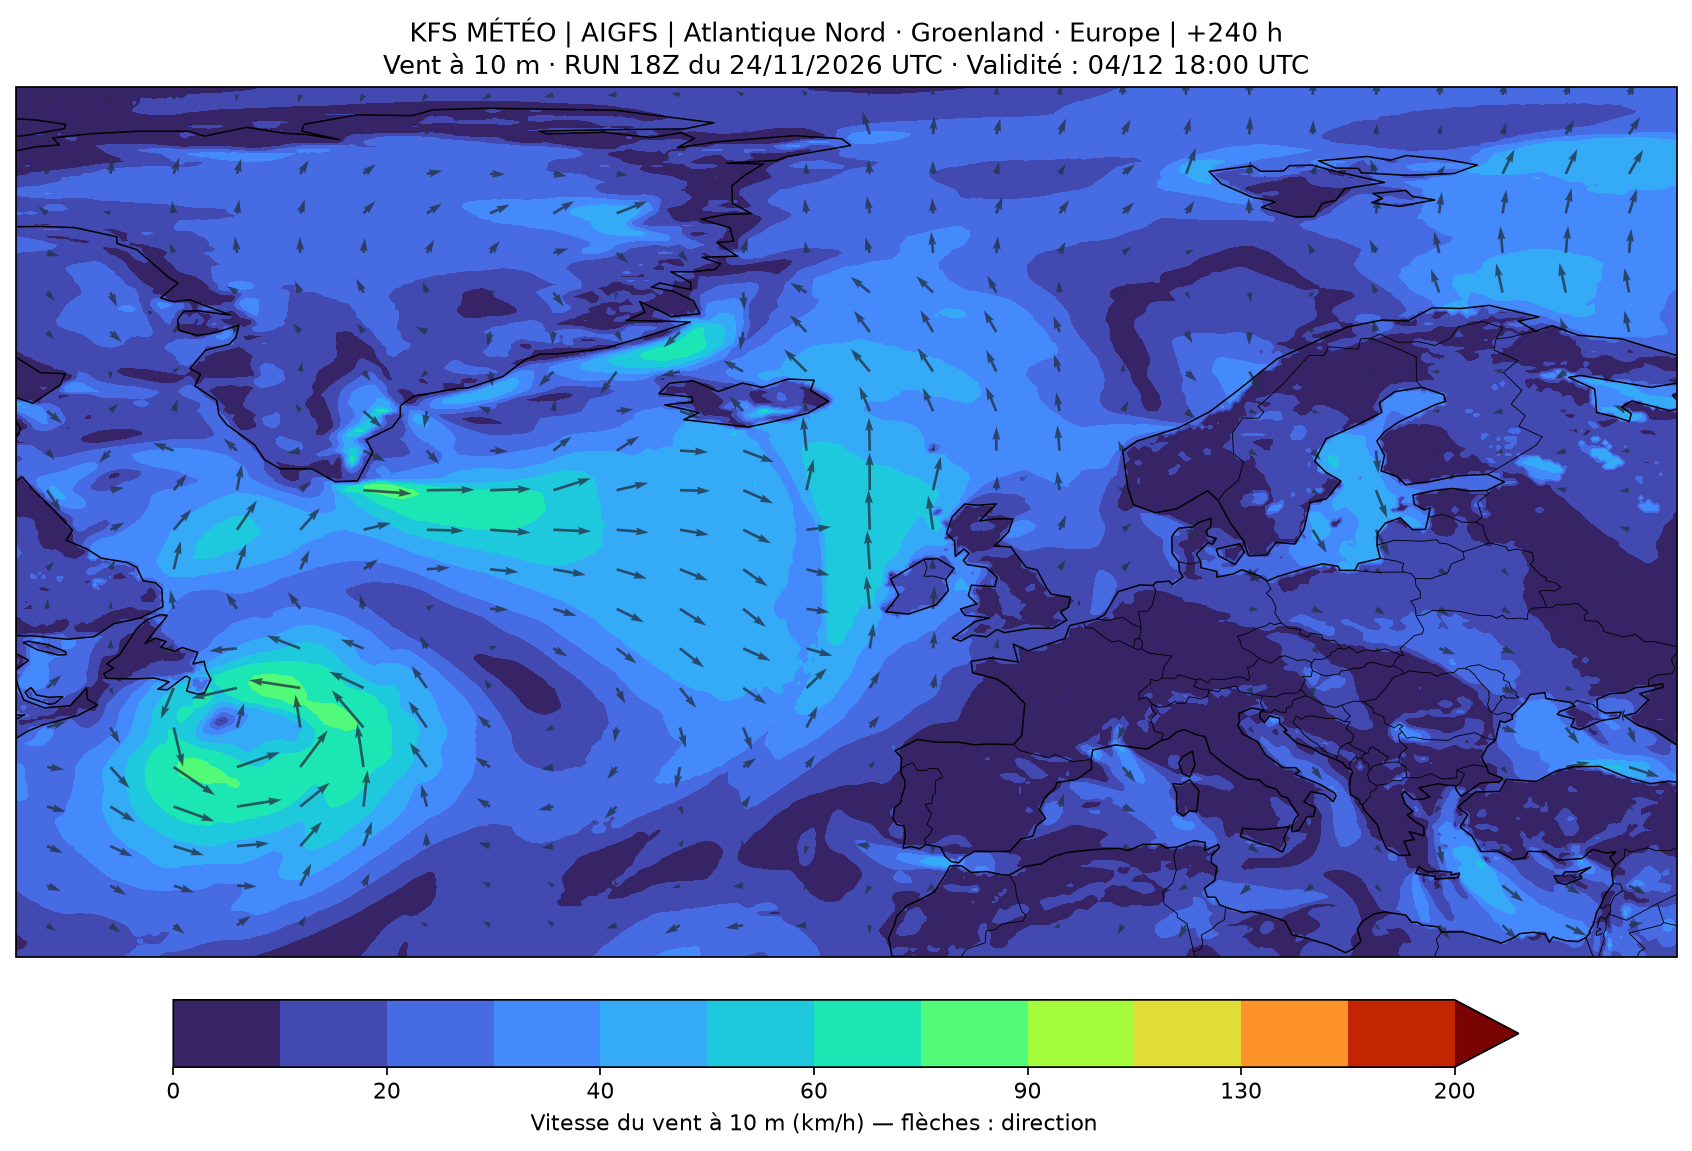 KFS MÉTÉO | AIGFS | Atlantique Nord · Groenland · Europe | +240 h
Vent à 10 m · RUN 18Z du 24/11/2026 UTC · Validité : 04/12 18:00 UTC
0 20 40 60 90 130 200
Vitesse du vent à 10 m (km/h) — flèches : direction